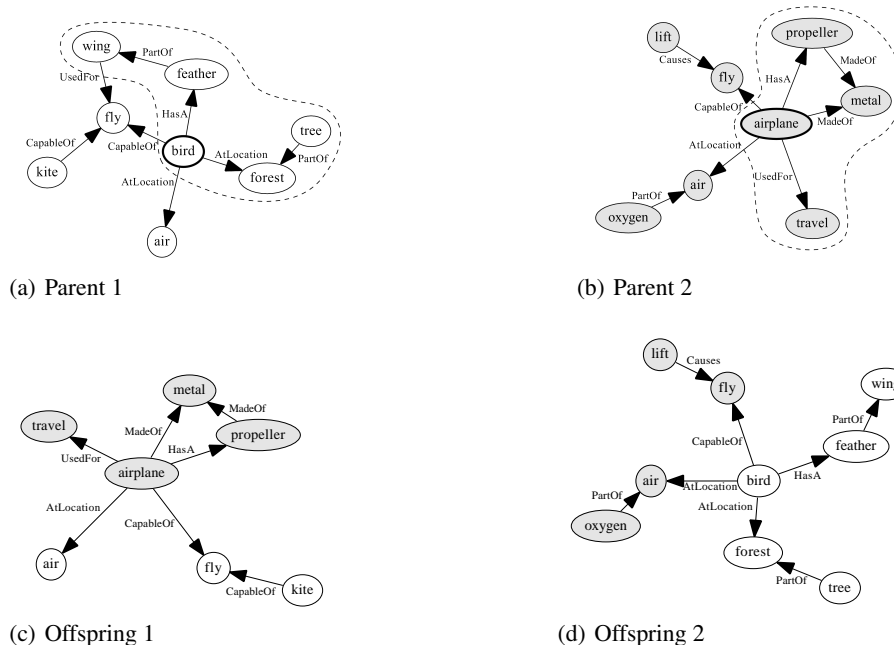 wing
PartOf
feather
UsedFor
HasA
fly
tree
CapableOf
CapableOf
bird
AtLocation
PartOf
kite
forest
AtLocation
air
(a) Parent 1
lift
propeller
Causes
MadeOf
fly
HasA
metal
CapableOf
airplane
MadeOf
AtLocation
air
UsedFor
PartOf
oxygen
travel
(b) Parent 2
metal
travel
MadeOf
MadeOf
propeller
UsedFor
HasA
airplane
AtLocation
CapableOf
air
fly
CapableOf
kite
(c) Offspring 1
lift
Causes
fly
wing
PartOf
CapableOf
feather
air
bird
HasA
AtLocation
PartOf
AtLocation
oxygen
forest
PartOf
tree
(d) Offspring 2